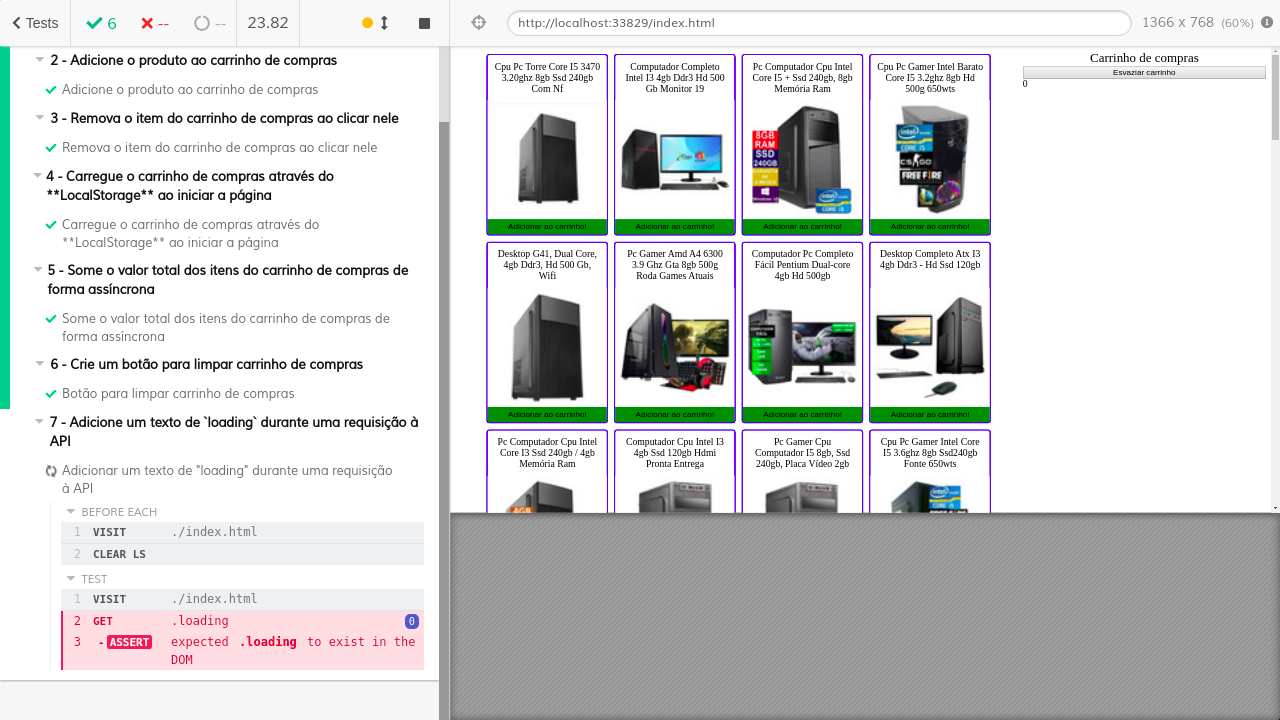 Tests
6
--
--
23.82
http://localhost:33829/index.html
1366 x 768 (60%)
2 - Adicione o produto ao carrinho de compras
Adicione o produto ao carrinho de compras
3 - Remova o item do carrinho de compras ao clicar nele
Remova o item do carrinho de compras ao clicar nele
4 - Carregue o carrinho de compras através do
**LocalStorage** ao iniciar a página
Carregue o carrinho de compras através do
**LocalStorage** ao iniciar a página
5 - Some o valor total dos itens do carrinho de compras de
forma assíncrona
Some o valor total dos itens do carrinho de compras de
forma assíncrona
6 - Crie um botão para limpar carrinho de compras
Botão para limpar carrinho de compras
7 - Adicione um texto de `loading` durante uma requisição à
API
Adicionar um texto de "loading" durante uma requisição
à API
BEFORE EACH
1 VISIT ./index.html
2 CLEAR LS
TEST
1 VISIT ./index.html
2 GET .loading 0
3 -ASSERT expected .loading to exist in the
DOM
Cpu Pc Torre Core I5 3470
3.20ghz 8gb Ssd 240gb
Com Nf
Adicionar ao carrinho!
Computador Completo
Intel I3 4gb Ddr3 Hd 500
Gb Monitor 19
Adicionar ao carrinho!
Pc Computador Cpu Intel
Core I5 + Ssd 240gb, 8gb
Memória Ram
8GB
RAM
SSD
240GB
Adicionar ao carrinho!
Cpu Pc Gamer Intel Barato
Core I5 3.2ghz 8gb Hd
500g 650wts
intel
CORE i5
CS:GO
FREE FIRE
Adicionar ao carrinho!
Carrinho de compras
Esvaziar carrinho
0
Desktop G41, Dual Core,
4gb Ddr3, Hd 500 Gb,
Wifi
Adicionar ao carrinho!
Pc Gamer Amd A4 6300
3.9 Ghz Gta 8gb 500g
Roda Games Atuais
Adicionar ao carrinho!
Computador Pc Completo
Fácil Pentium Dual-core
4gb Hd 500gb
Adicionar ao carrinho!
Desktop Completo Atx I3
4gb Ddr3 - Hd Ssd 120gb
Adicionar ao carrinho!
Pc Computador Cpu Intel
Core I3 Ssd 240gb / 4gb
Memória Ram
4GB
Computador Cpu Intel I3
4gb Ssd 120gb Hdmi
Pronta Entrega
Pc Gamer Cpu
Computador I5 8gb, Ssd
240gb, Placa Vídeo 2gb
Cpu Pc Gamer Intel Core
I5 3.6ghz 8gb Ssd240gb
Fonte 650wts
intel
CORE i5